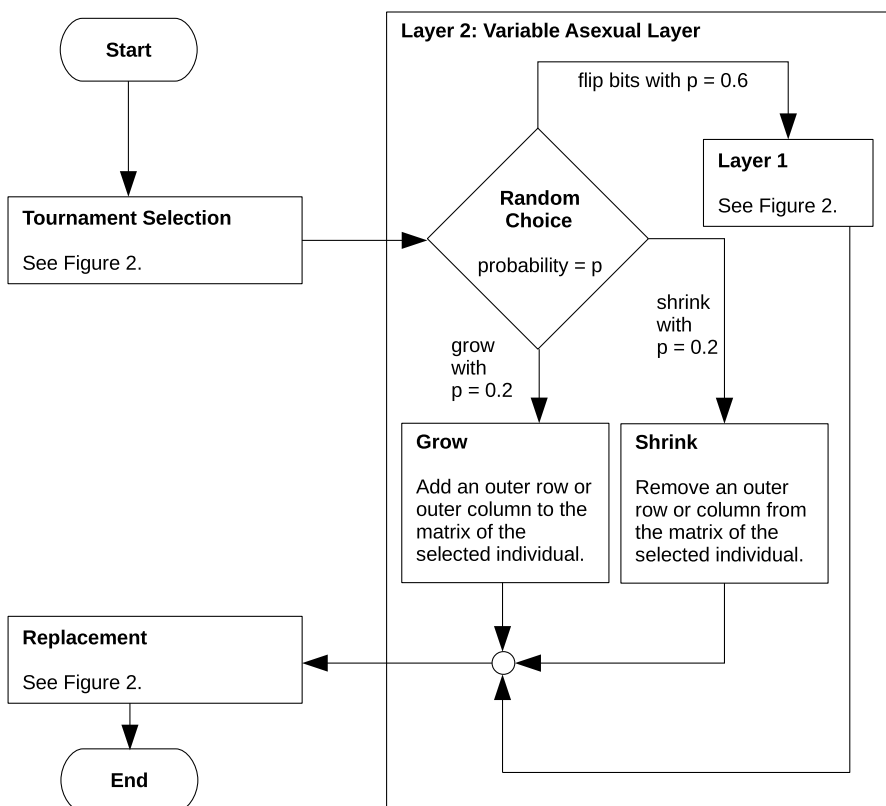 Start
Tournament Selection
See Figure 2.
Layer 2: Variable Asexual Layer
flip bits with p = 0.6
Random
Choice
probability = p
Layer 1
See Figure 2.
grow
with
p = 0.2
shrink
with
p = 0.2
Grow
Add an outer row or
outer column to the
matrix of the
selected individual.
Shrink
Remove an outer
row or column from
the matrix of the
selected individual.
Replacement
See Figure 2.
End